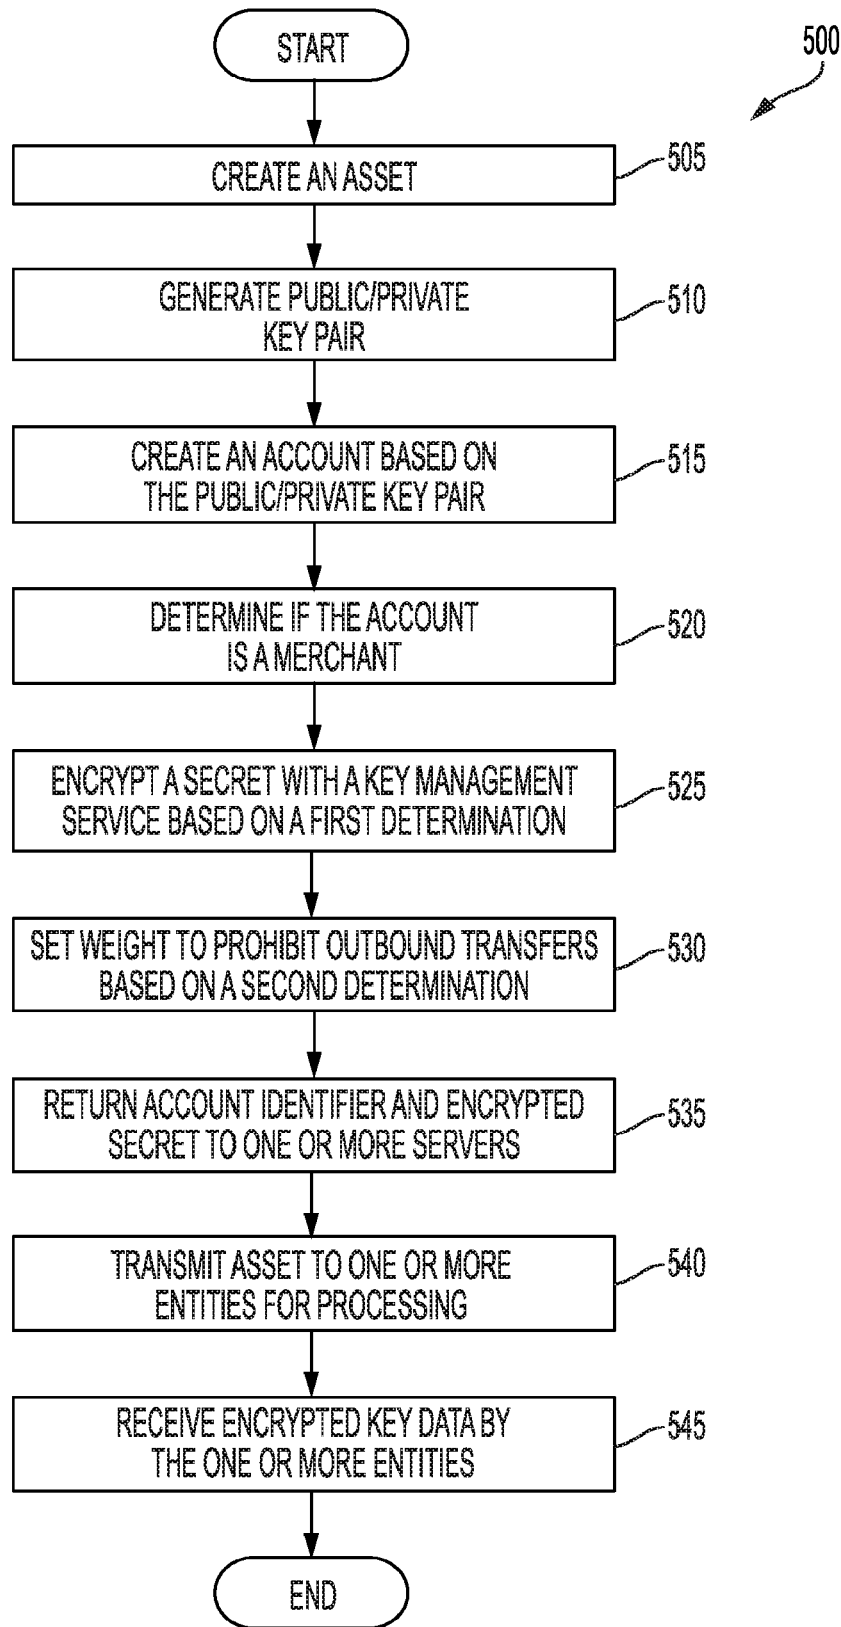 START
500
CREATE AN ASSET
505
GENERATE PUBLIC/PRIVATE
KEY PAIR
510
CREATE AN ACCOUNT BASED ON
THE PUBLIC/PRIVATE KEY PAIR
515
DETERMINE IF THE ACCOUNT
IS A MERCHANT
520
ENCRYPT A SECRET WITH A KEY MANAGEMENT
SERVICE BASED ON A FIRST DETERMINATION
525
SET WEIGHT TO PROHIBIT OUTBOUND TRANSFERS
BASED ON A SECOND DETERMINATION
530
RETURN ACCOUNT IDENTIFIER AND ENCRYPTED
SECRET TO ONE OR MORE SERVERS
535
TRANSMIT ASSET TO ONE OR MORE
ENTITIES FOR PROCESSING
540
RECEIVE ENCRYPTED KEY DATA BY
THE ONE OR MORE ENTITIES
545
END